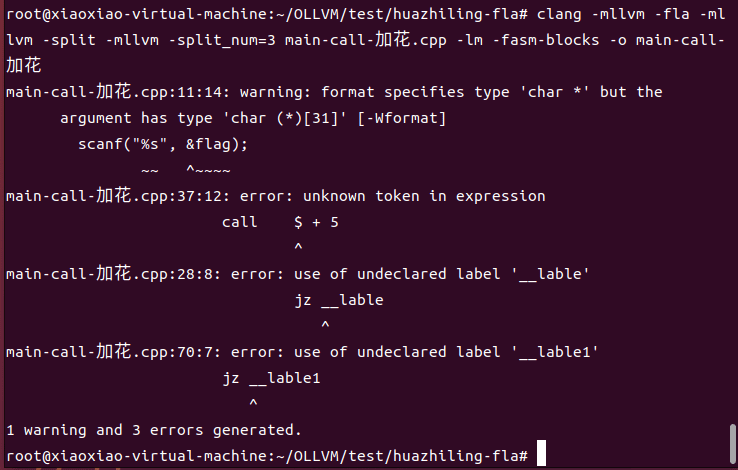 root@xiaoxiao-virtual-machine:~/OLLVM/test/huazhiling-fla# clang -mllvm -fla -ml
lvm -split -mllvm -split_num=3 main-call-加花.cpp -lm -fasm-blocks -o main-call-
加花
main-call-加花.cpp:11:14: warning: format specifies type 'char *' but the
      argument has type 'char (*)[31]' [-Wformat]
        scanf("%s", &flag);
               ~~   ^~~~~
main-call-加花.cpp:37:12: error: unknown token in expression
                        call    $ + 5
                                ^
main-call-加花.cpp:28:8: error: use of undeclared label '__lable'
                                jz __lable
                                   ^
main-call-加花.cpp:70:7: error: use of undeclared label '__lable1'
                        jz __lable1
                           ^
1 warning and 3 errors generated.
root@xiaoxiao-virtual-machine:~/OLLVM/test/huazhiling-fla#